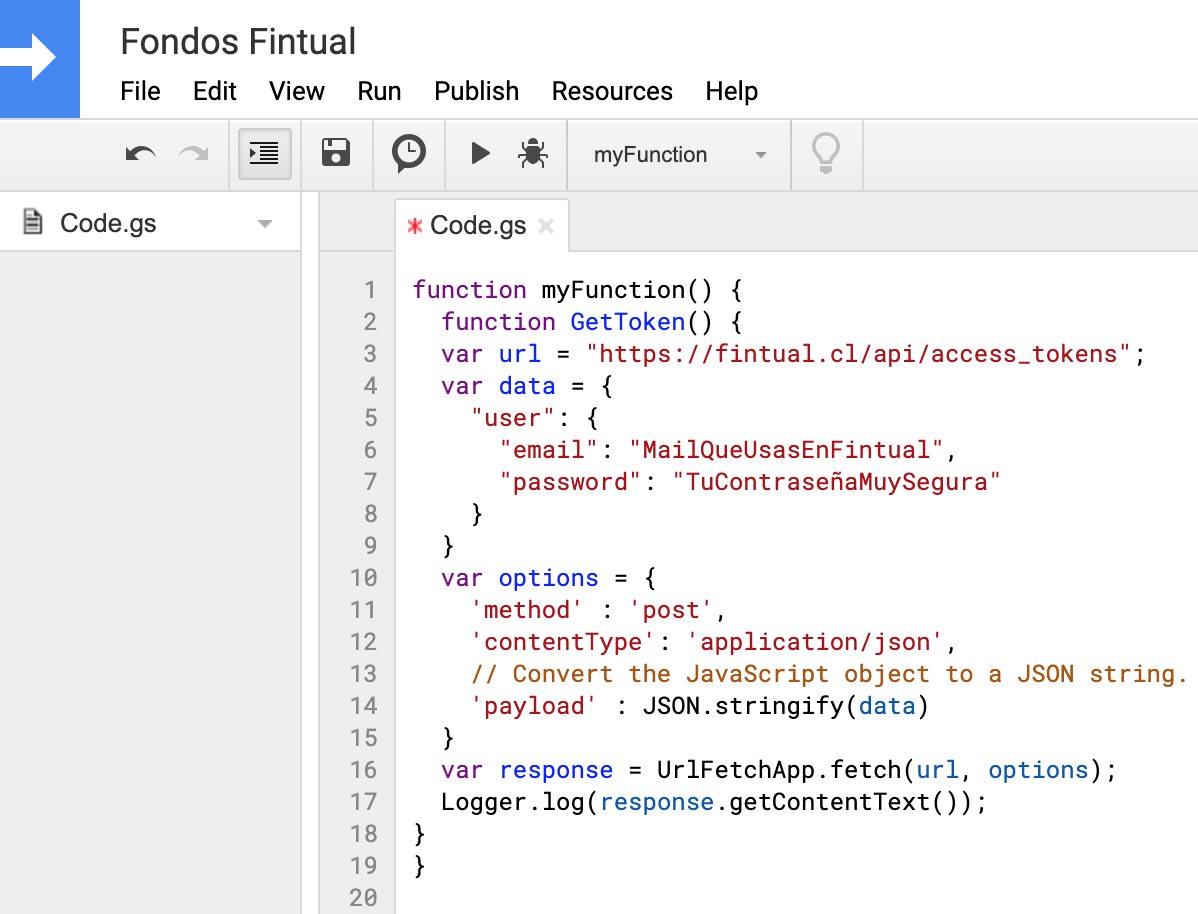 Fondos Fintual
File Edit View Run Publish Resources Help
myFunction
Code.gs
* Code.gs ×
1 function myFunction() {
2   function GetToken() {
3   var url = "https://fintual.cl/api/access_tokens";
4   var data = {
5     "user": {
6       "email": "MailQueUsasEnFintual",
7       "password": "TuContraseñaMuySegura"
8     }
9   }
10   var options = {
11     'method' : 'post',
12     'contentType': 'application/json',
13     // Convert the JavaScript object to a JSON string.
14     'payload' : JSON.stringify(data)
15   }
16   var response = UrlFetchApp.fetch(url, options);
17   Logger.log(response.getContentText());
18 }
19 }
20